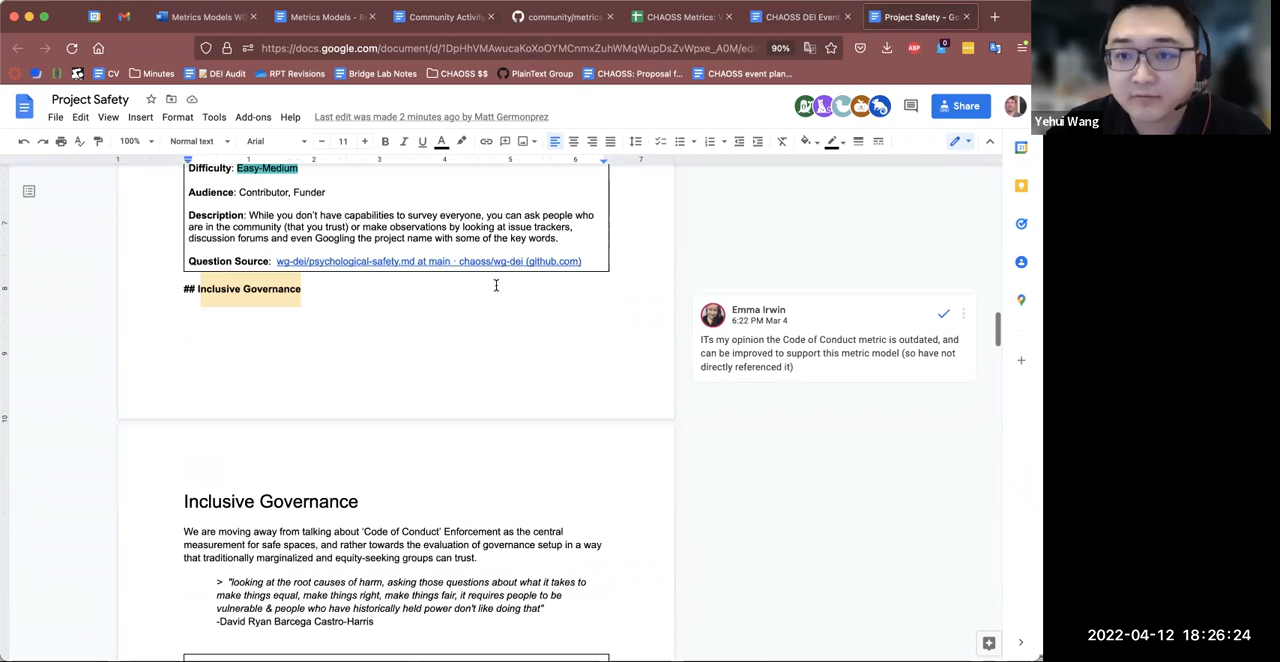 Metrics Models WG
Metrics Models - R
Community Activity
community/metrics
CHAOSS Metrics: V
CHAOSS DEI Event
Project Safety - Go
https://docs.google.com/document/d/1DpHhVMAwucaKoXoOYMCnmxZuhWMqWupDsZvWpxe_A0M/edi
90%
CV
Minutes
DEI Audit
RPT Revisions
Bridge Lab Notes
CHAOSS $$
PlainText Group
CHAOSS: Proposal f...
CHAOSS event plan...
Project Safety
File Edit View Insert Format Tools Add-ons Help
Last edit was made 2 minutes ago by Matt Germonprez
Share
100%
Normal text
Arial
11
1 1 2 3 4 5 6 7
Difficulty: Easy-Medium
Audience: Contributor, Funder
Description: While you don't have capabilities to survey everyone, you can ask people who
are in the community (that you trust) or make observations by looking at issue trackers,
discussion forums and even Googling the project name with some of the key words.
Question Source: wg-dei/psychological-safety.md at main · chaoss/wg-dei (github.com)
## Inclusive Governance
Emma Irwin
6:22 PM Mar 4
ITs my opinion the Code of Conduct metric is outdated, and
can be improved to support this metric model (so have not
directly referenced it)
Inclusive Governance
We are moving away from talking about 'Code of Conduct' Enforcement as the central
measurement for safe spaces, and rather towards the evaluation of governance setup in a way
that traditionally marginalized and equity-seeking groups can trust.
> "looking at the root causes of harm, asking those questions about what it takes to
make things equal, make things right, make things fair, it requires people to be
vulnerable & people who have historically held power don't like doing that"
-David Ryan Barcega Castro-Harris
Yehui Wang
2022-04-12 18:26:24